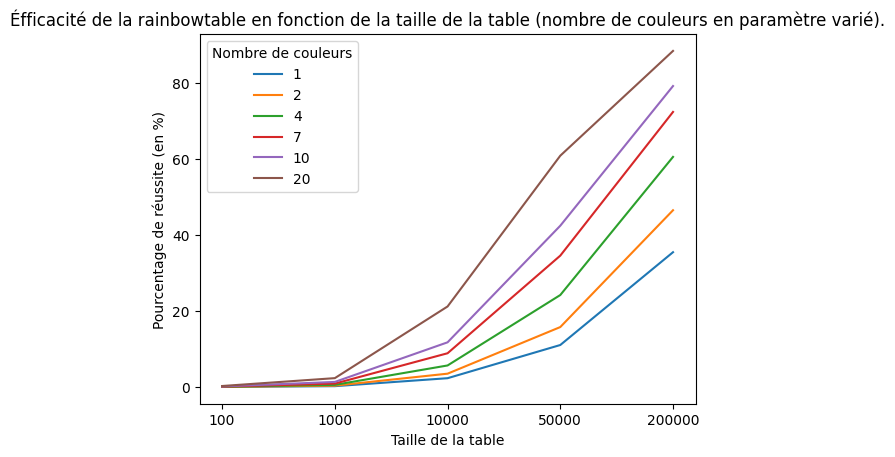 Éfficacité de la rainbowtable en fonction de la taille de la table (nombre de couleurs en paramètre varié).
Nombre de couleurs
1
2
4
7
10
20
Pourcentage de réussite (en %)
80
60
40
20
0
100 1000 10000 50000 200000
Taille de la table